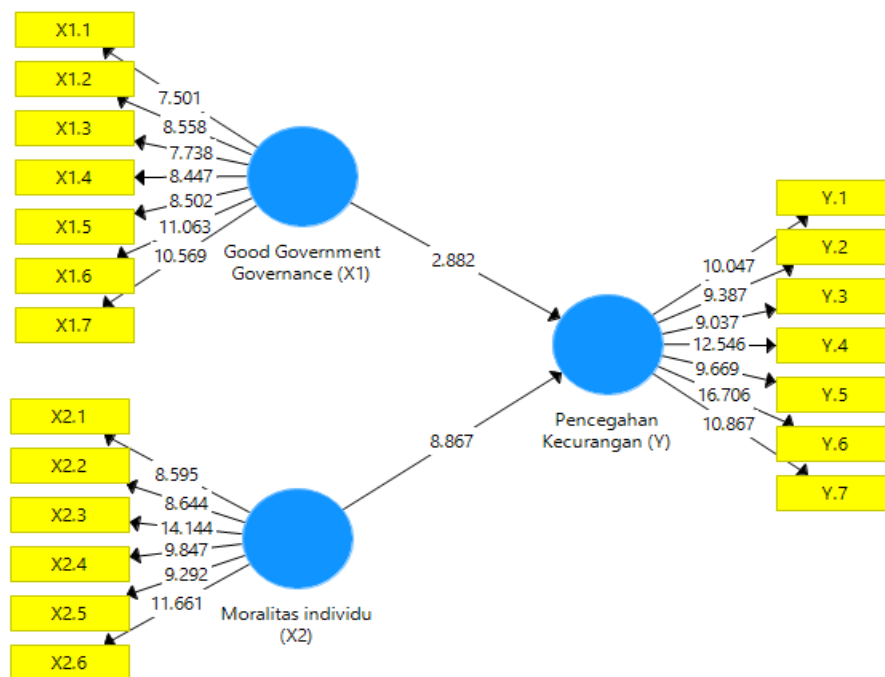 X1.1
X1.2
X1.3
X1.4
X1.5
X1.6
X1.7
7.501
8.558
7.738
8.447
8.502
11.063
10.569
Good Government
Governance (X1)
2.882
X2.1
X2.2
X2.3
X2.4
X2.5
X2.6
8.595
8.644
14.144
9.847
9.292
11.661
Moralitas individu
(X2)
8.867
Pencegahan
Kecurangan (Y)
10.047
9.387
9.037
12.546
9.669
16.706
10.867
Y.1
Y.2
Y.3
Y.4
Y.5
Y.6
Y.7